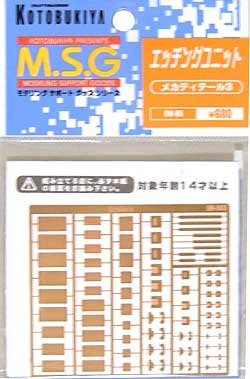 KOTOBUKIYA
KOTOBUKIYA PRESENTS
M.S.G
MODELING SUPPORT GOODS
モデリングサポートグッズシリーズ
エッチングユニット
メカディテール③
¥680
対象年齢14才以上